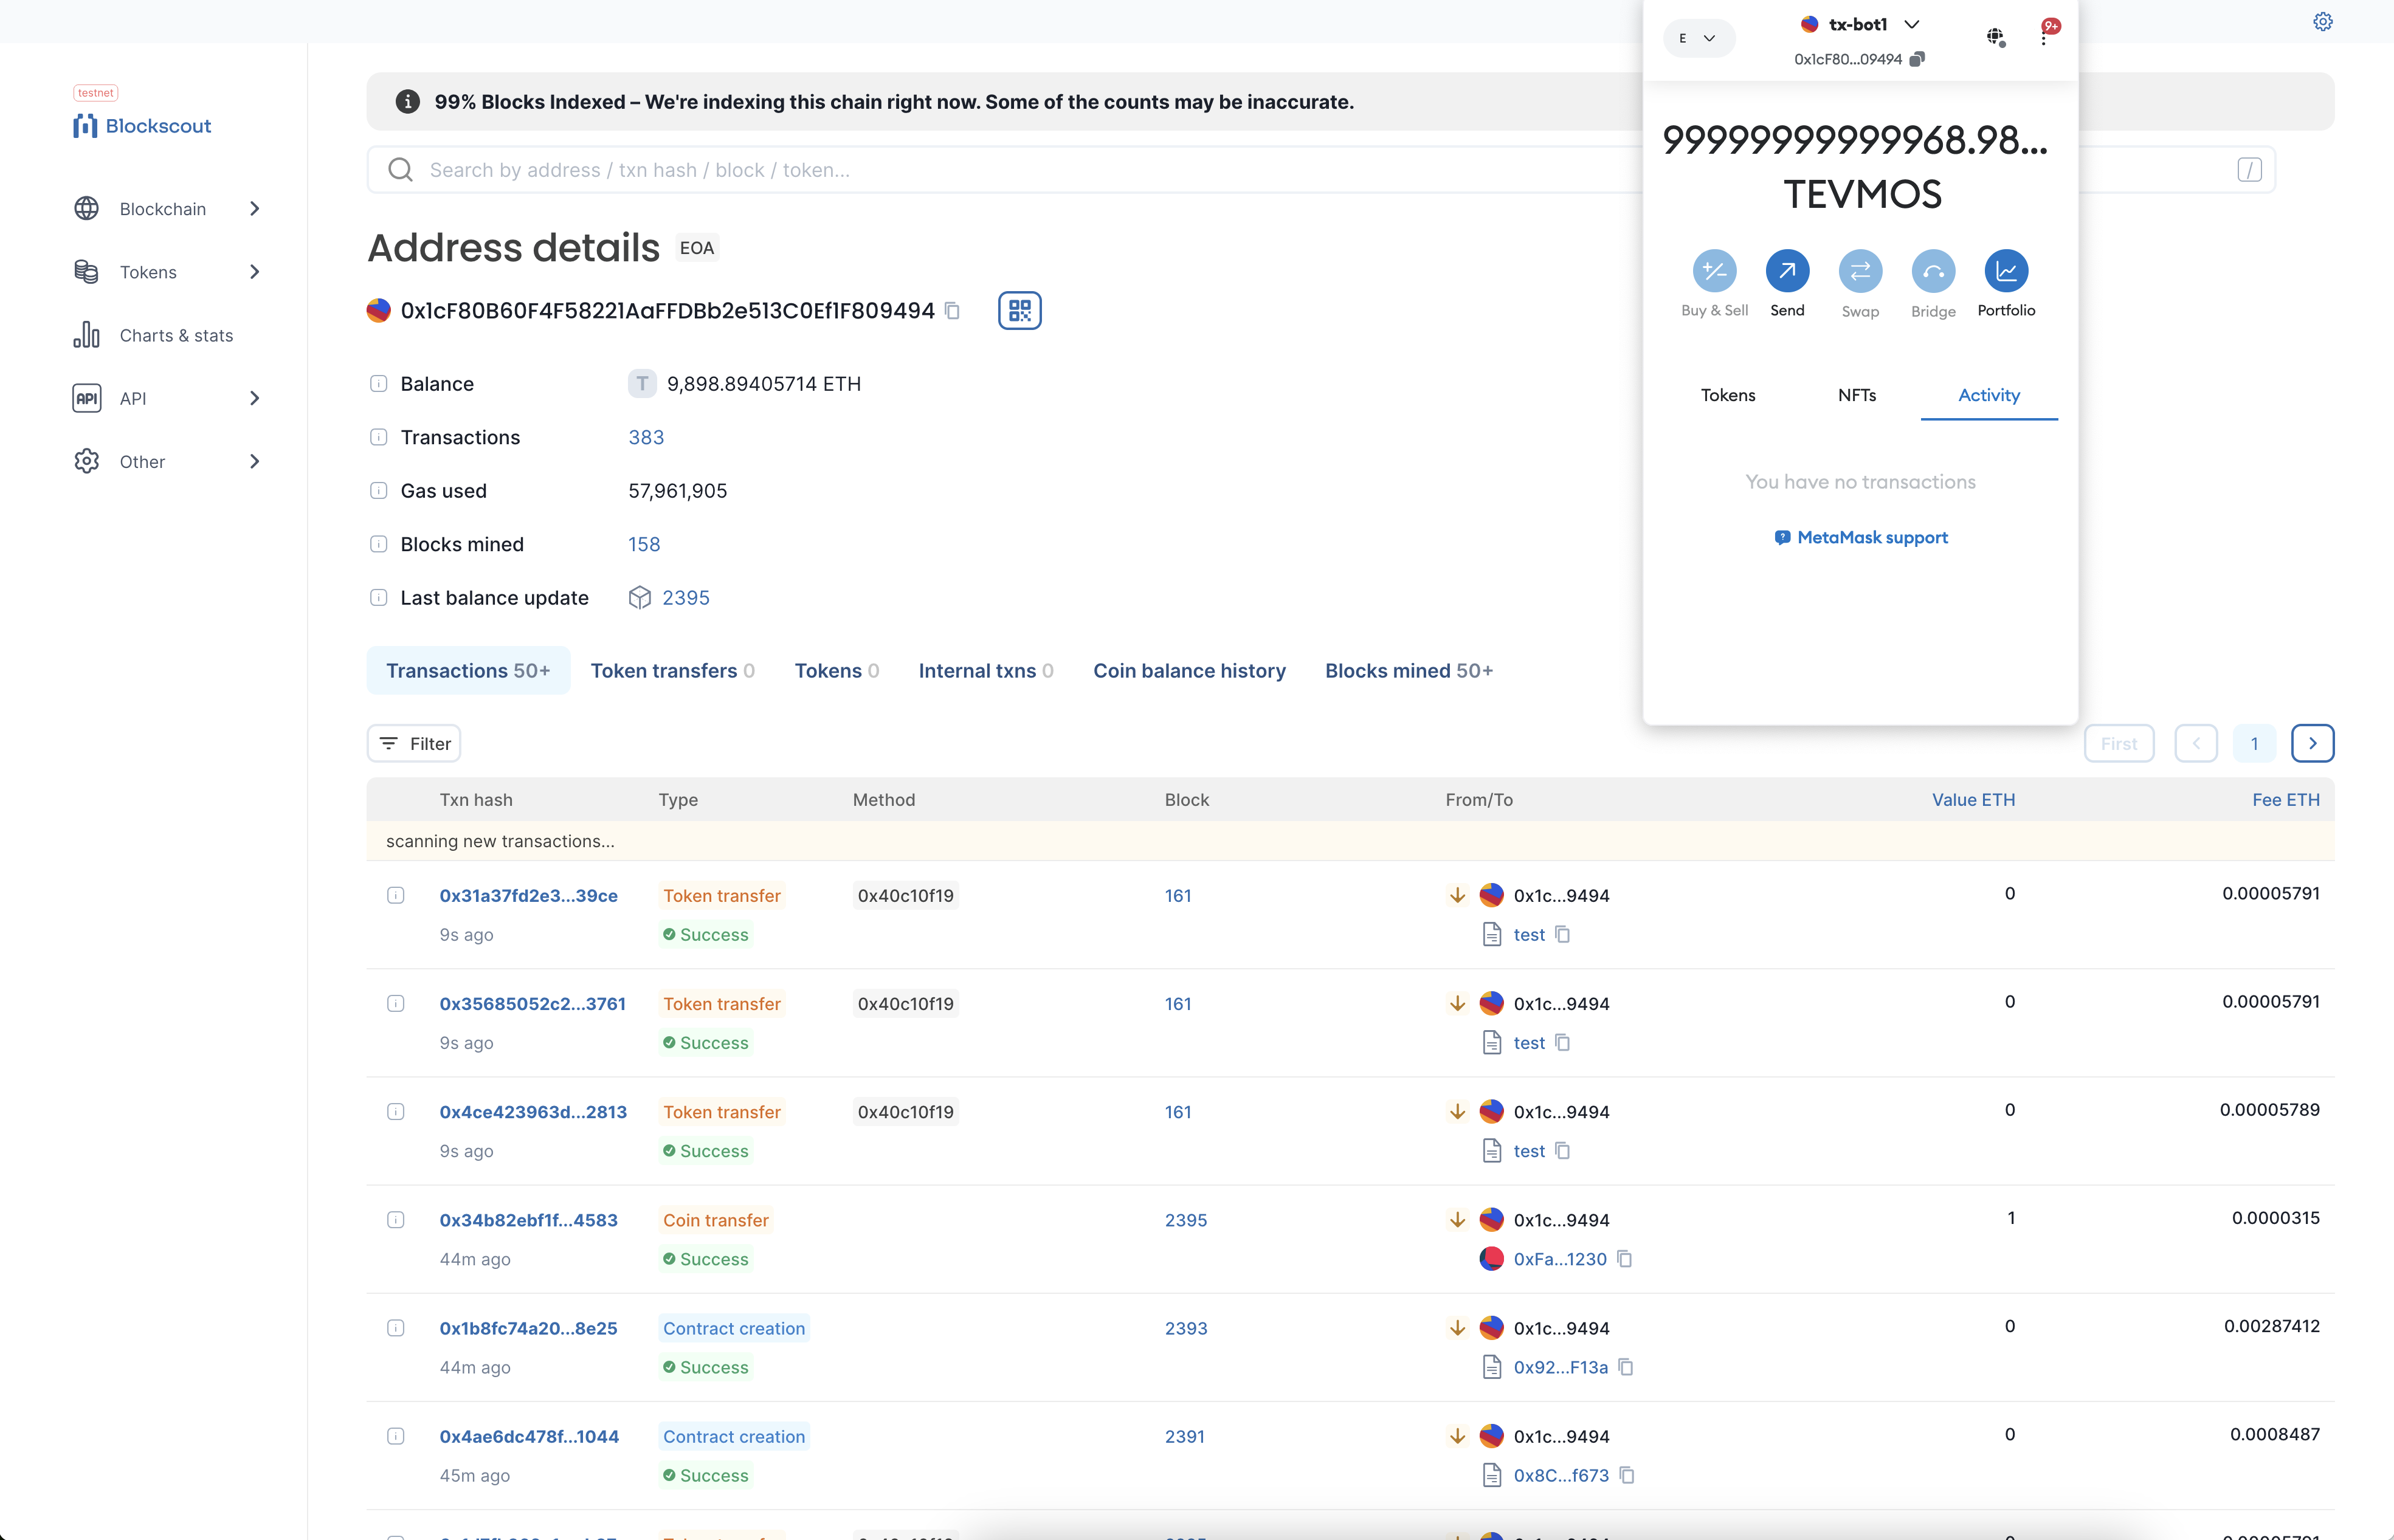 testnet
Blockscout
Blockchain
Tokens
Charts & stats
API
API
Other
99% Blocks Indexed – We're indexing this chain right now. Some of the counts may be inaccurate.
Search by address / txn hash / block / token...
/
Address details EOA
0x1cF80B60F4F58221AaFFDBb2e513C0Ef1F809494
Balance T 9,898.89405714 ETH
Transactions 383
Gas used 57,961,905
Blocks mined 158
Last balance update 2395
E
tx-bot1
0x1cF80...09494
9+
99999999999968.98...
TEVMOS
Buy & Sell Send Swap Bridge Portfolio
Tokens NFTs Activity
You have no transactions
MetaMask support
Transactions 50+ Token transfers 0 Tokens 0 Internal txns 0 Coin balance history Blocks mined 50+
Filter
First 1
Txn hash Type Method Block From/To Value ETH Fee ETH
scanning new transactions...
0x31a37fd2e3...39ce Token transfer 0x40c10f19 161 0x1c...9494 0 0.00005791
9s ago Success test
0x35685052c2...3761 Token transfer 0x40c10f19 161 0x1c...9494 0 0.00005791
9s ago Success test
0x4ce423963d...2813 Token transfer 0x40c10f19 161 0x1c...9494 0 0.00005789
9s ago Success test
0x34b82ebf1f...4583 Coin transfer 2395 0x1c...9494 1 0.0000315
44m ago Success 0xFa...1230
0x1b8fc74a20...8e25 Contract creation 2393 0x1c...9494 0 0.00287412
44m ago Success 0x92...F13a
0x4ae6dc478f...1044 Contract creation 2391 0x1c...9494 0 0.0008487
45m ago Success 0x8C...f673